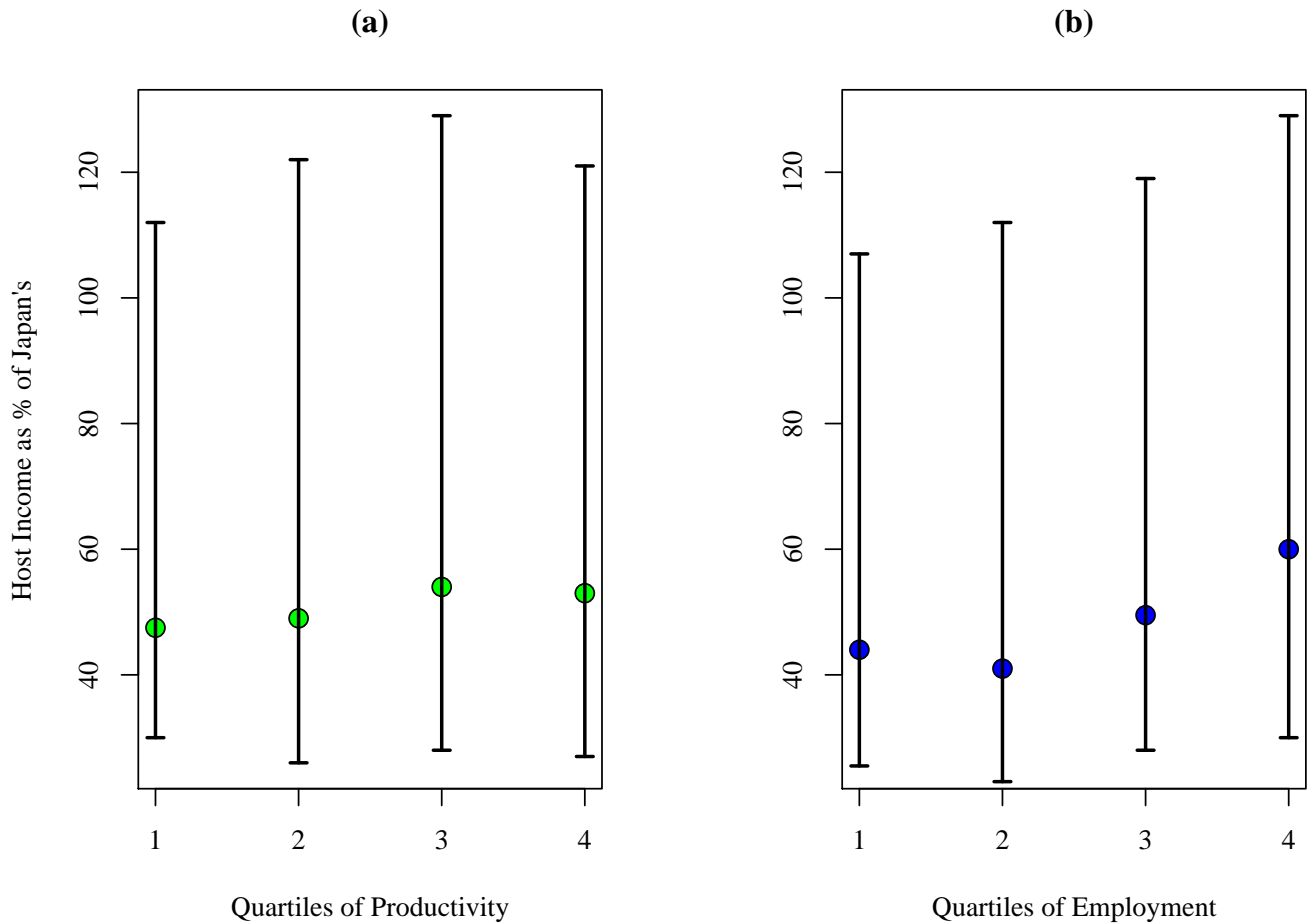 (a)
Host Income as % of Japan's
120
100
80
60
40
1 2 3 4
Quartiles of Productivity
(b)
120
100
80
60
40
1 2 3 4
Quartiles of Employment